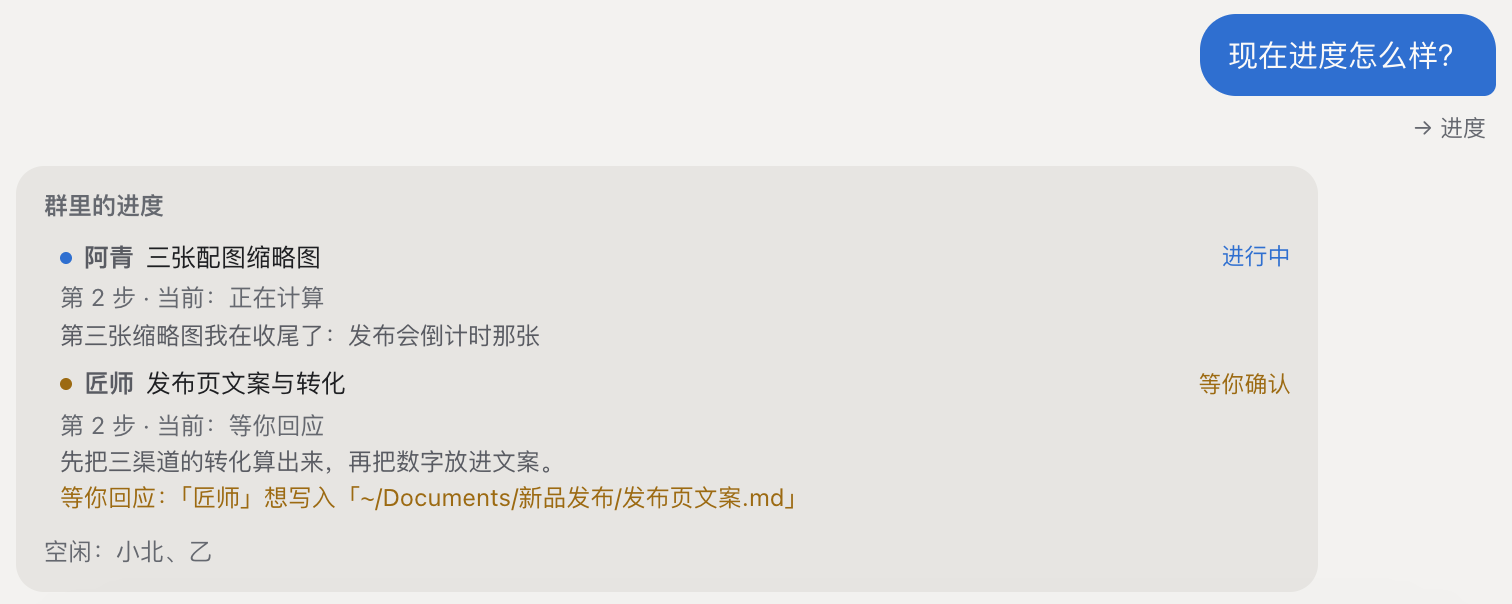 现在进度怎么样?
→ 进度
群里的进度
阿青 三张配图缩略图 进行中
第 2 步 · 当前：正在计算
第三张缩略图我在收尾了：发布会倒计时那张
匠师 发布页文案与转化 等你确认
第 2 步 · 当前：等你回应
先把三渠道的转化算出来，再把数字放进文案。
等你回应：「匠师」想写入「~/Documents/新品发布/发布页文案.md」
空闲：小北、乙